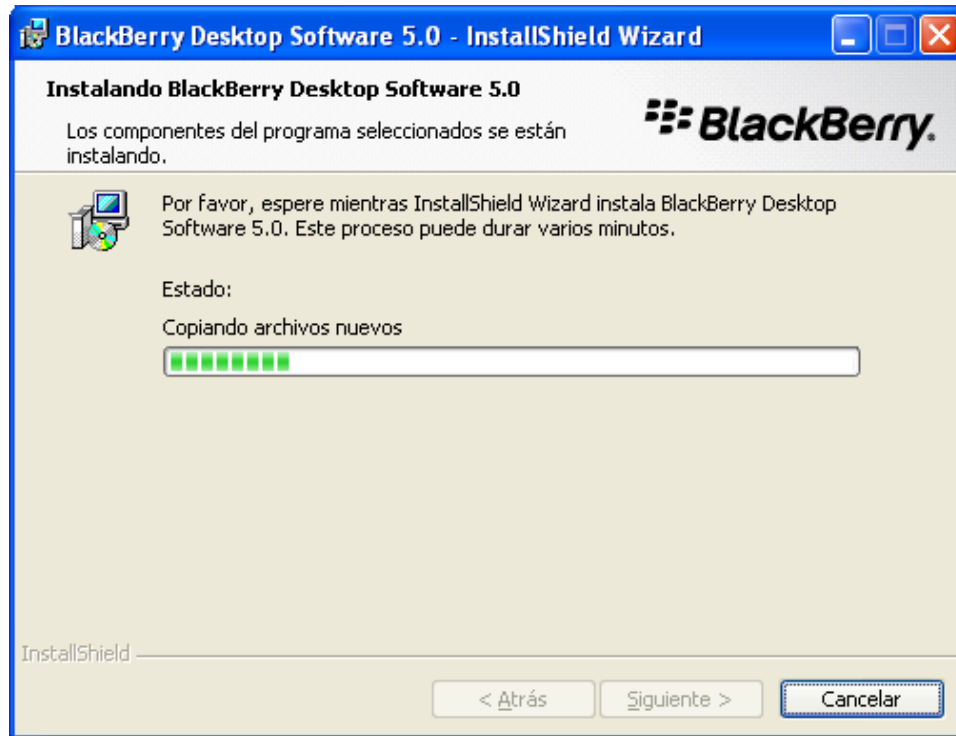 BlackBerry Desktop Software 5.0 - InstallShield Wizard
Instalando BlackBerry Desktop Software 5.0
Los componentes del programa seleccionados se están
instalando.
BlackBerry.
Por favor, espere mientras InstallShield Wizard instala BlackBerry Desktop
Software 5.0. Este proceso puede durar varios minutos.
Estado:
Copiando archivos nuevos
InstallShield
< Atrás
Siguiente >
Cancelar